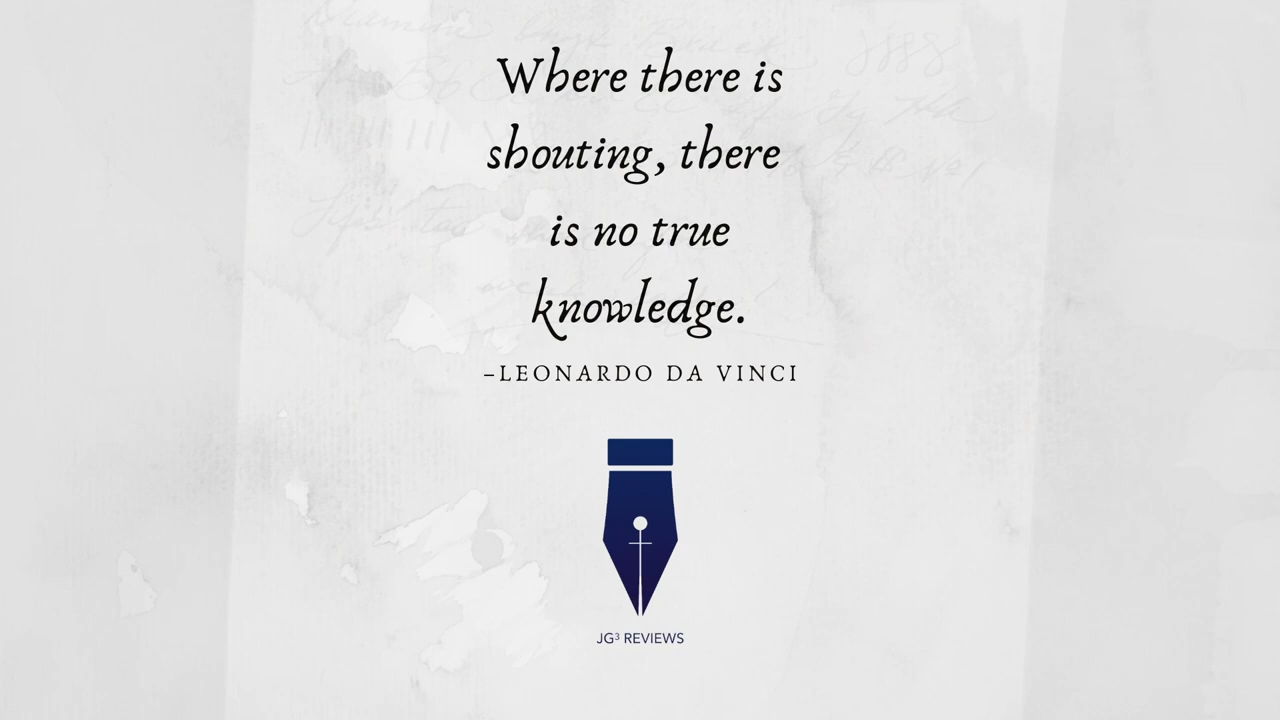 Where there is
shouting, there
is no true
knowledge.
–LEONARDO DA VINCI
JG³ REVIEWS